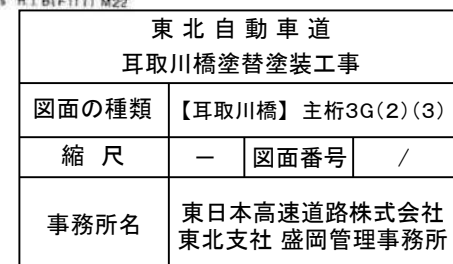 H.T.B(F11T) M22
東北自動車道
耳取川橋塗替塗装工事
図面の種類 【耳取川橋】主桁3G(2)(3)
縮 尺 － 図面番号 /
事務所名 東日本高速道路株式会社
東北支社 盛岡管理事務所